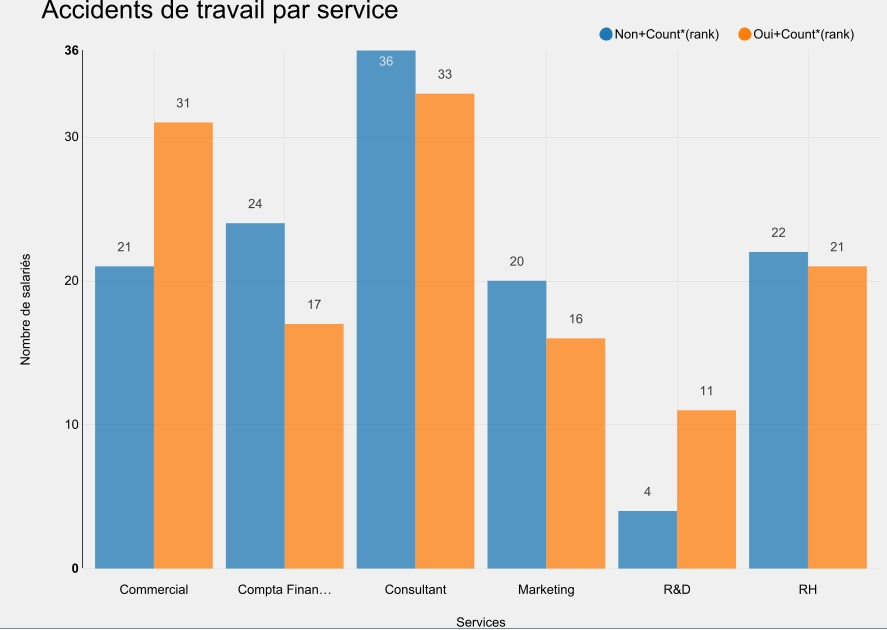 Accidents de travail par service
Non+Count*(rank) Oui+Count*(rank)
36
30
20
10
0
Nombre de salariés
21 31
24 17
36 33
20 16
4 11
22 21
Commercial Compta Finan… Consultant Marketing R&D RH
Services